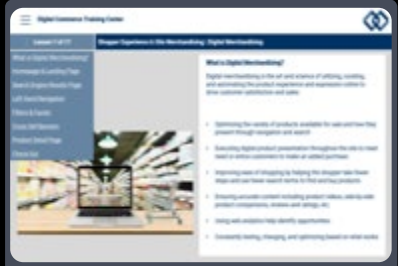 Digital Commerce Training Center
Lesson 1 of 11
Shopper Experience & Site Merchandising: Digital Merchandising
What is Digital Merchandising?
Homepage & Landing Page
Search Engine Results Page
Left Hand Navigation
Filters & Facets
Cross Sell Banners
Product Detail Page
Check Out
What is Digital Merchandising?
Digital merchandising is the art and science of utilizing, curating,
and automating the product experience and expression online to
drive customer satisfaction and sales.
Optimizing the variety of products available for sale and how they
present through navigation and search
Executing digital product presentation throughout the site to meet
need or entice customers to make an added purchase
Improving ease of shopping by helping the shopper take fewer
steps and use fewer search terms to find and buy products
Ensuring accurate content including product videos, side-by-side
product comparisons, reviews and ratings, etc.
Using web analytics help identify opportunities
Constantly testing, changing, and optimizing based on what works